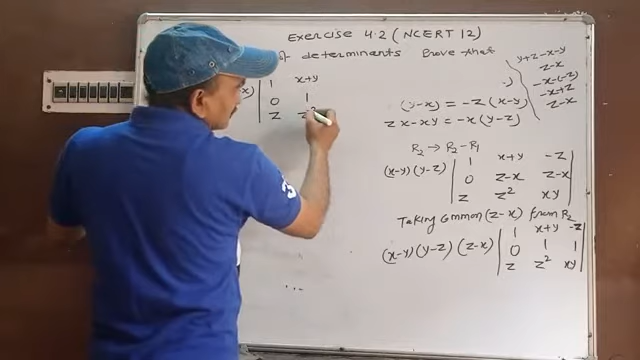 Exercise 4.2 (NCERT 12)
of determinants Prove that
x) | 1 x+y
0 1
z z²
y+z-x-y
z-x
-x-(-z)
-x+z
z-x
(y-x) = -z(x-y)
zx-xy = -x(y-z)
R₂ → R₂-R₁
(x-y)(y-z) | 1 x+y -z |
0 z-x z-x
z z² xy
Taking Common (z-x) from R₂
(x-y)(y-z)(z-x) | 1 x+y -z |
0 1 1
z z² xy
3